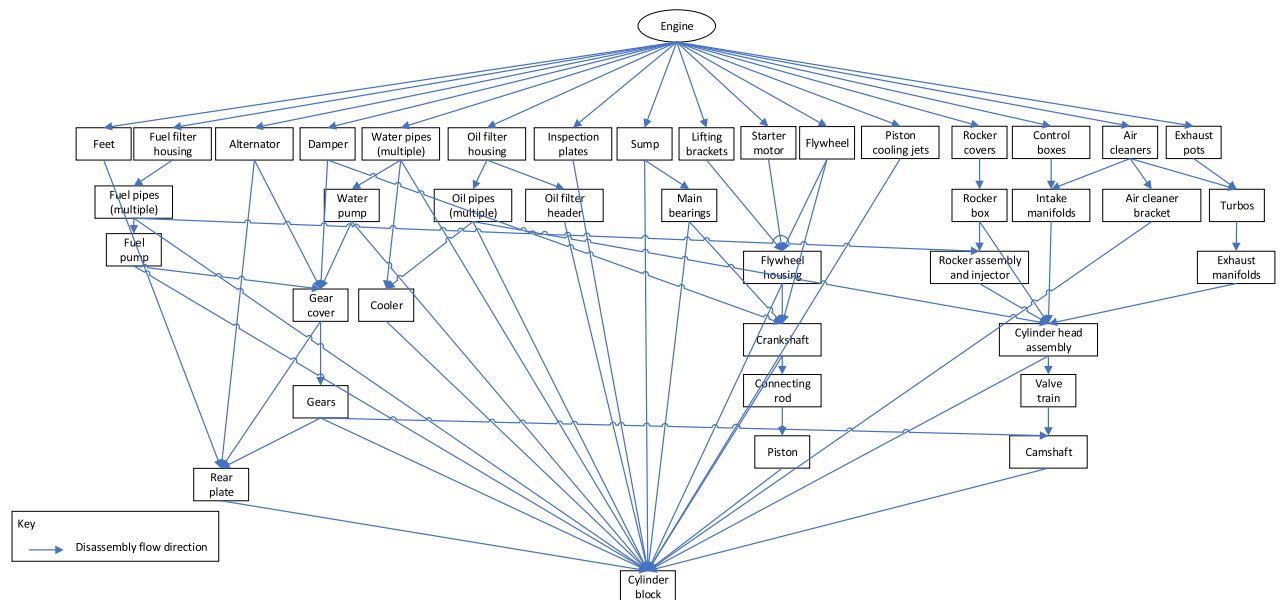 Engine
Feet
Fuel filter
housing
Alternator
Damper
Water pipes
(multiple)
Oil filter
housing
Inspection
plates
Sump
Lifting
brackets
Starter
motor
Flywheel
Piston
cooling jets
Rocker
covers
Control
boxes
Air
cleaners
Exhaust
pots
Fuel pipes
(multiple)
Water
pump
Oil pipes
(multiple)
Oil filter
header
Main
bearings
Rocker
box
Intake
manifolds
Air cleaner
bracket
Turbos
Fuel
pump
Flywheel
housing
Rocker assembly
and injector
Exhaust
manifolds
Gear
cover
Cooler
Crankshaft
Cylinder head
assembly
Gears
Connecting
rod
Valve
train
Piston
Camshaft
Rear
plate
Key
Disassembly flow direction
Cylinder
block